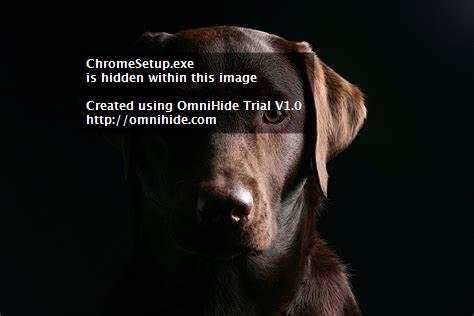 ChromeSetup.exe
is hidden within this image
Created using OmniHide Trial V1.0
http://omnihide.com